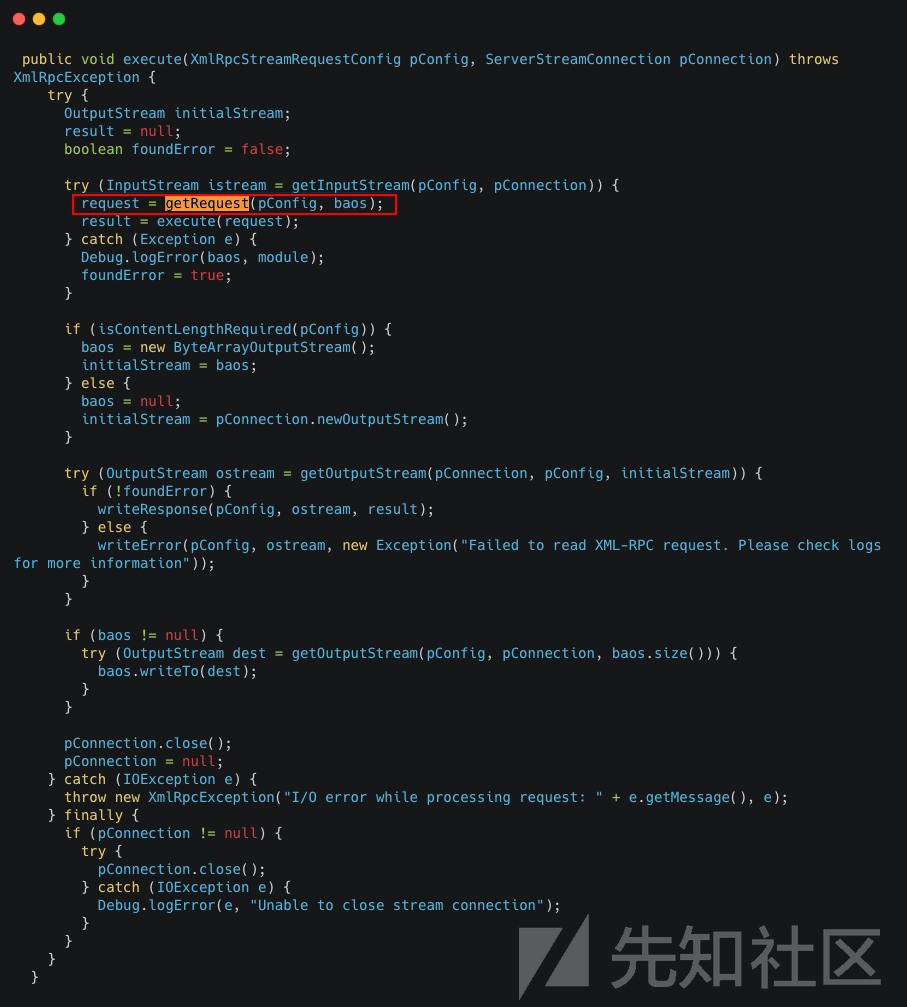 public void execute(XmlRpcStreamRequestConfig pConfig, ServerStreamConnection pConnection) throws
XmlRpcException {
    try {
      OutputStream initialStream;
      result = null;
      boolean foundError = false;

      try (InputStream istream = getInputStream(pConfig, pConnection)) {
        request = getRequest(pConfig, baos);
        result = execute(request);
      } catch (Exception e) {
        Debug.logError(baos, module);
        foundError = true;
      }

      if (isContentLengthRequired(pConfig)) {
        baos = new ByteArrayOutputStream();
        initialStream = baos;
      } else {
        baos = null;
        initialStream = pConnection.newOutputStream();
      }

      try (OutputStream ostream = getOutputStream(pConnection, pConfig, initialStream)) {
        if (!foundError) {
          writeResponse(pConfig, ostream, result);
        } else {
          writeError(pConfig, ostream, new Exception("Failed to read XML-RPC request. Please check logs
for more information"));
        }
      }

      if (baos != null) {
        try (OutputStream dest = getOutputStream(pConfig, pConnection, baos.size())) {
          baos.writeTo(dest);
        }
      }

      pConnection.close();
      pConnection = null;
    } catch (IOException e) {
      throw new XmlRpcException("I/O error while processing request: " + e.getMessage(), e);
    } finally {
      if (pConnection != null) {
        try {
          pConnection.close();
        } catch (IOException e) {
          Debug.logError(e, "Unable to close stream connection");
        }
      }
    }
  }
先知社区